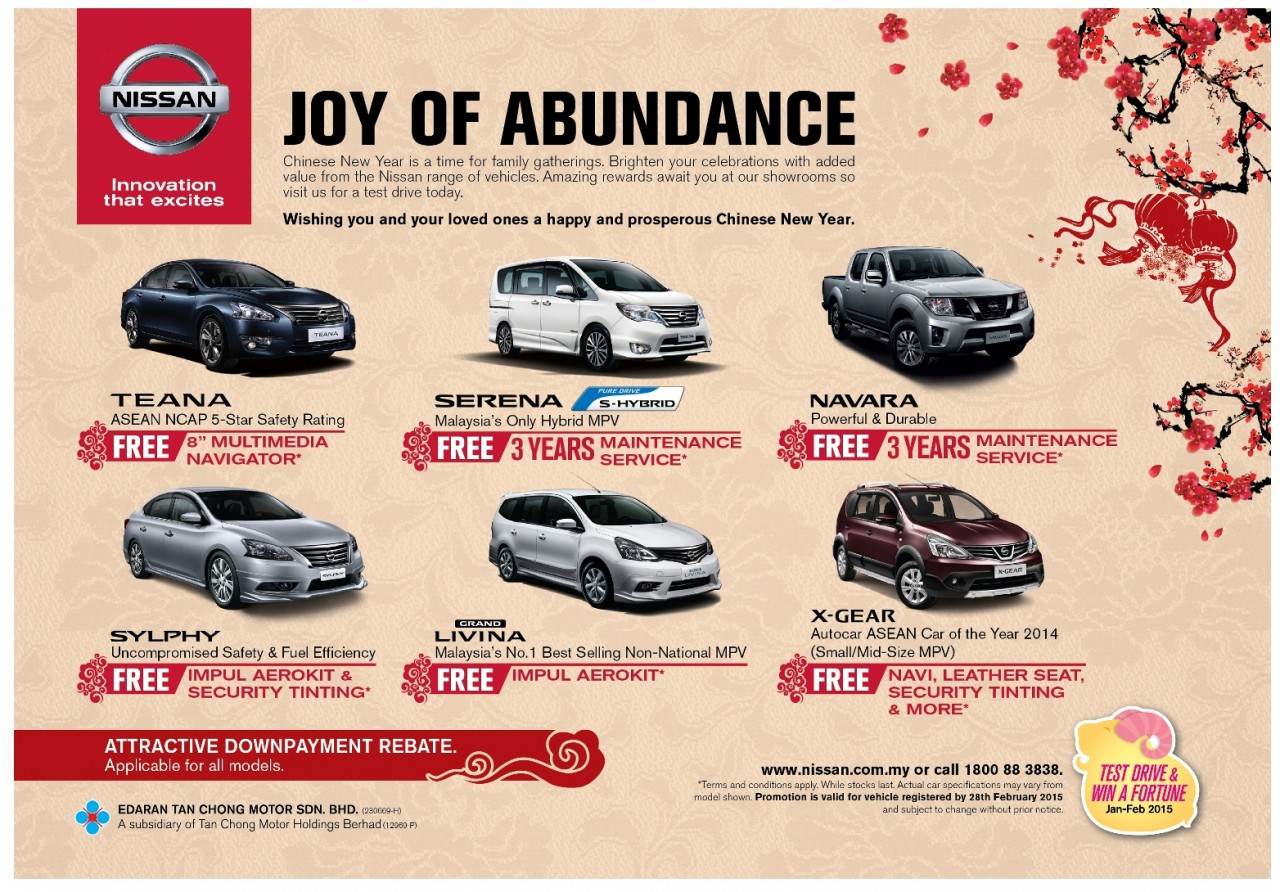 NISSAN
Innovation
that excites
JOY OF ABUNDANCE
Chinese New Year is a time for family gatherings. Brighten your celebrations with added
value from the Nissan range of vehicles. Amazing rewards await you at our showrooms so
visit us for a test drive today.
Wishing you and your loved ones a happy and prosperous Chinese New Year.
TEANA
TEANA
ASEAN NCAP 5-Star Safety Rating
FREE 8” MULTIMEDIA
NAVIGATOR*
SERENA PURE DRIVE
S-HYBRID
Malaysia's Only Hybrid MPV
FREE 3 YEARS MAINTENANCE
SERVICE*
NAVARA
Powerful & Durable
FREE 3 YEARS MAINTENANCE
SERVICE*
SYLPHY
SYLPHY
Uncompromised Safety & Fuel Efficiency
FREE IMPUL AEROKIT &
SECURITY TINTING*
GRAND
LIVINA
GRAND
LIVINA
Malaysia's No.1 Best Selling Non-National MPV
FREE IMPUL AEROKIT*
X-GEAR
X-GEAR
Autocar ASEAN Car of the Year 2014
(Small/Mid-Size MPV)
FREE NAVI, LEATHER SEAT,
SECURITY TINTING
& MORE*
ATTRACTIVE DOWNPAYMENT REBATE.
Applicable for all models.
EDARAN TAN CHONG MOTOR SDN. BHD. (230669-H)
A subsidiary of Tan Chong Motor Holdings Berhad (12969 P)
www.nissan.com.my or call 1800 88 3838.
*Terms and conditions apply. While stocks last. Actual car specifications may vary from
model shown. Promotion is valid for vehicle registered by 28th February 2015
and subject to change without prior notice.
TEST DRIVE &
WIN A FORTUNE
Jan-Feb 2015